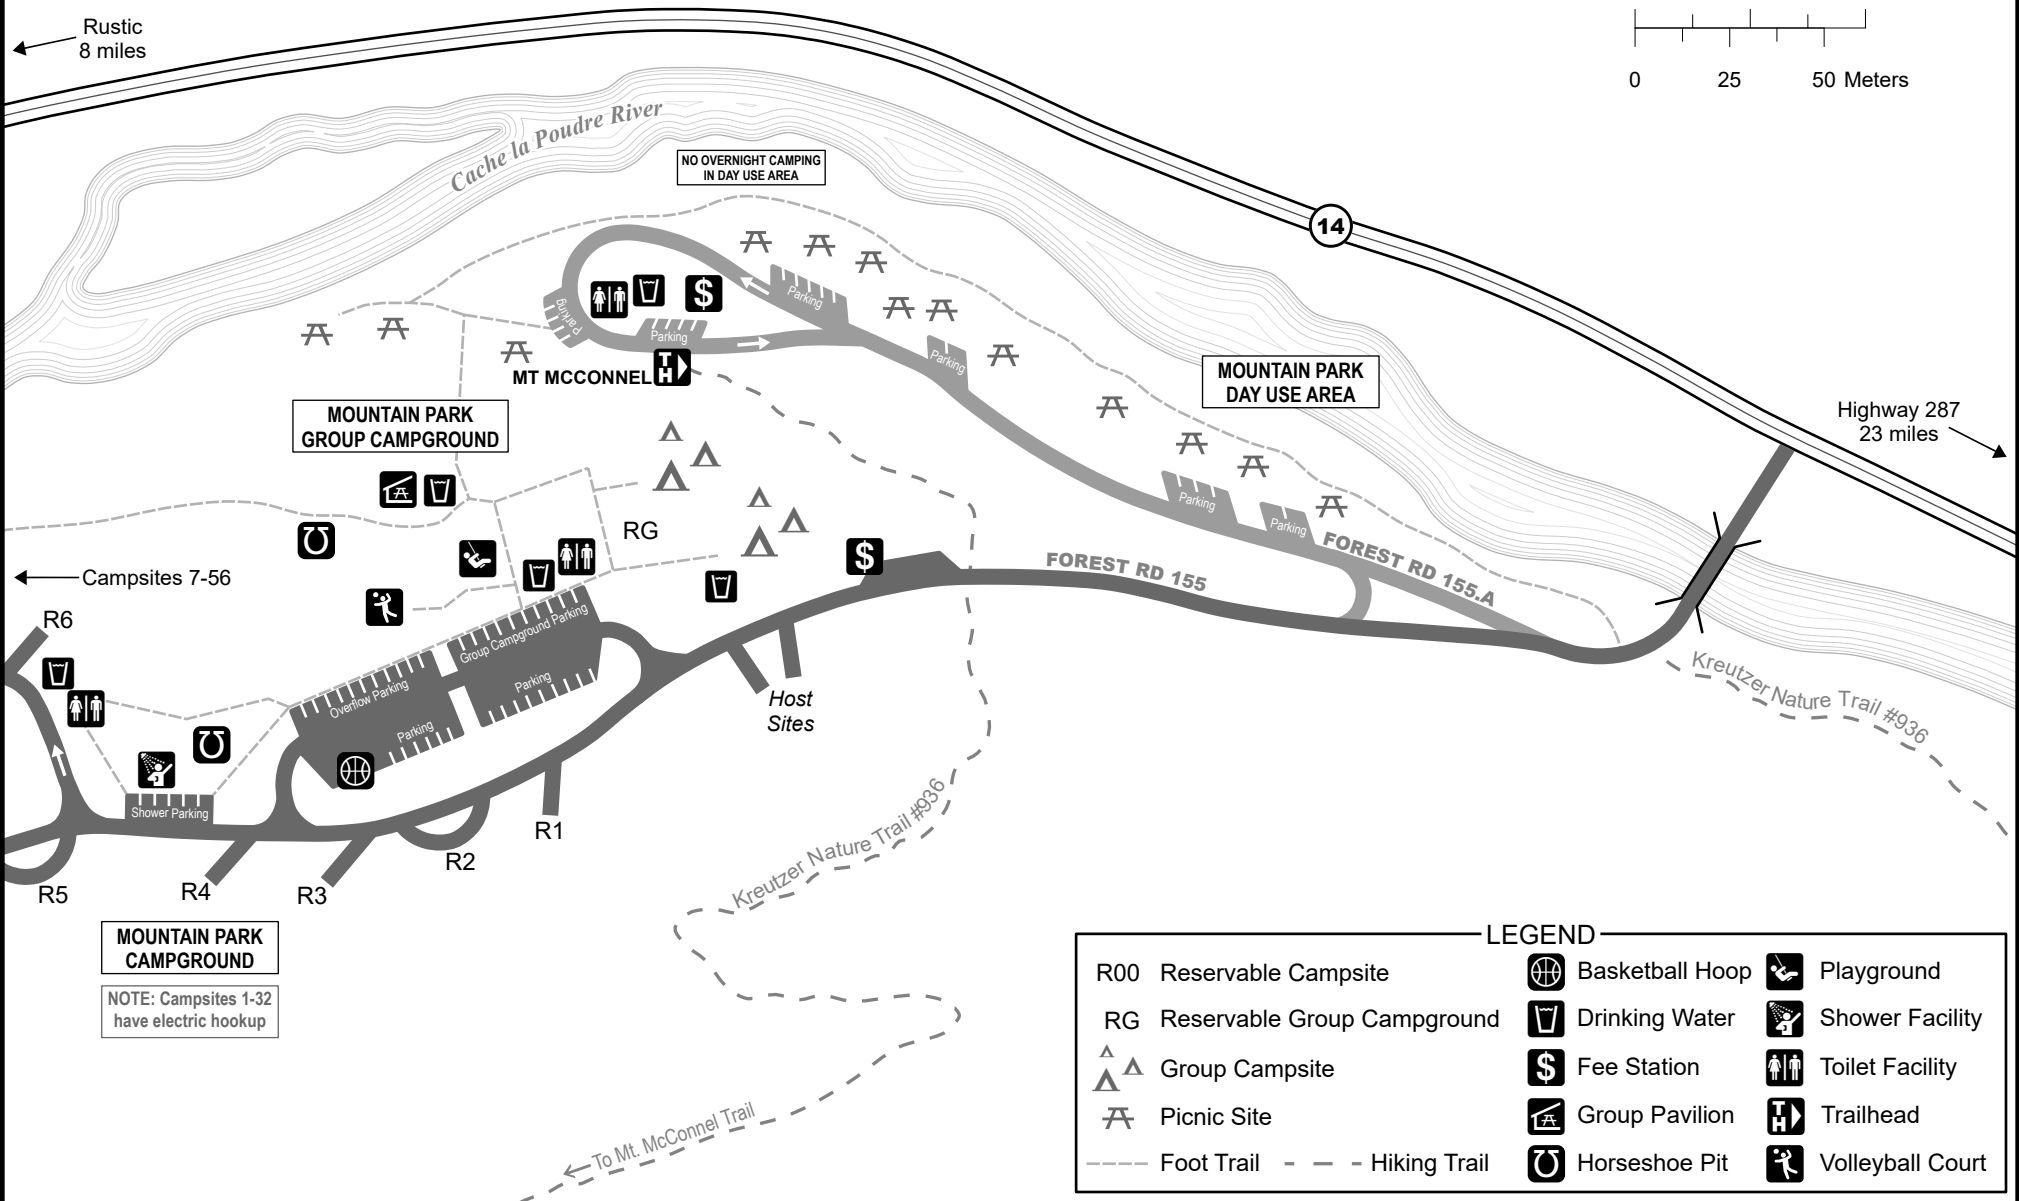 Rustic
8 miles
0 25 50 Meters
Cache la Poudre River
NO OVERNIGHT CAMPING
IN DAY USE AREA
14
Parking
Parking
$
Parking
Parking
MT MCCONNEL
TH
MOUNTAIN PARK
DAY USE AREA
Highway 287
23 miles
MOUNTAIN PARK
GROUP CAMPGROUND
Parking
Parking
RG
$
FOREST RD 155
FOREST RD 155.A
Campsites 7-56
R6
Group Campground Parking
Overflow Parking
Parking
Parking
Host
Sites
Kreutzer Nature Trail #936
Shower Parking
R1
R2
R3
R4
R5
Kreutzer Nature Trail #936
MOUNTAIN PARK
CAMPGROUND
NOTE: Campsites 1-32
have electric hookup
To Mt. McConnel Trail
LEGEND
R00 Reservable Campsite
RG Reservable Group Campground
Group Campsite
Picnic Site
Foot Trail
Hiking Trail
Basketball Hoop
Drinking Water
$ Fee Station
Group Pavilion
Horseshoe Pit
Playground
Shower Facility
Toilet Facility
TH Trailhead
Volleyball Court